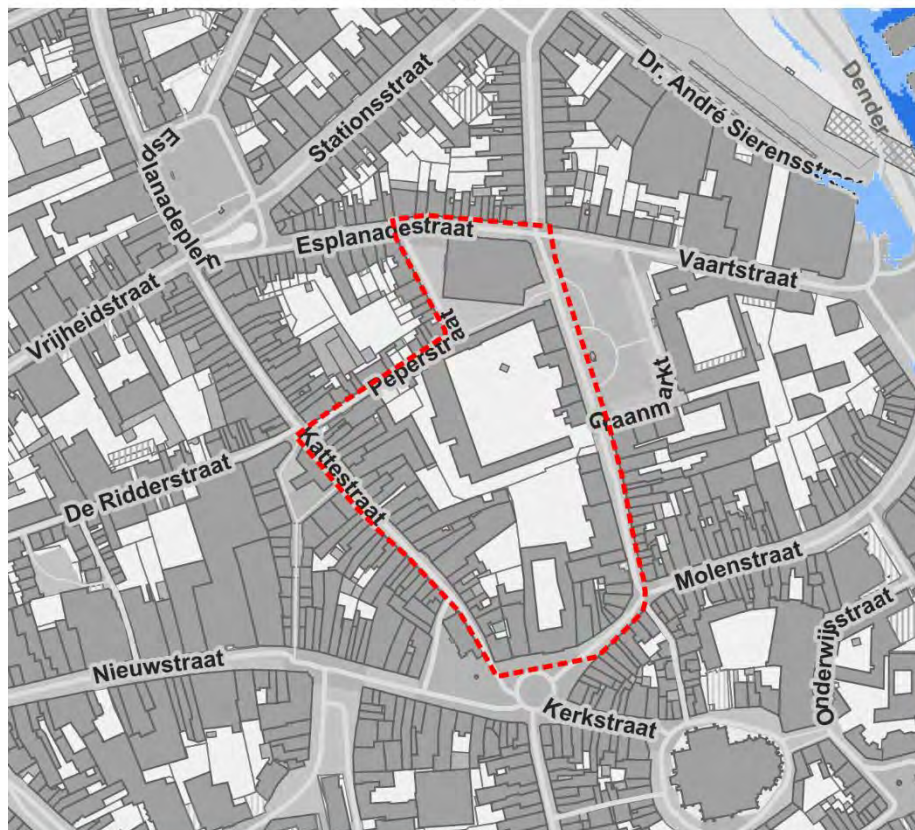 Dender
Dr. André Sierensstraat
Stationsstraat
Esplanadeplein
Esplanadestraat
Vaartstraat
Vrijheidstraat
Peperstraat
Graanmarkt
Kattestraat
De Ridderstraat
Molenstraat
Onderwijsstraat
Nieuwstraat
Kerkstraat